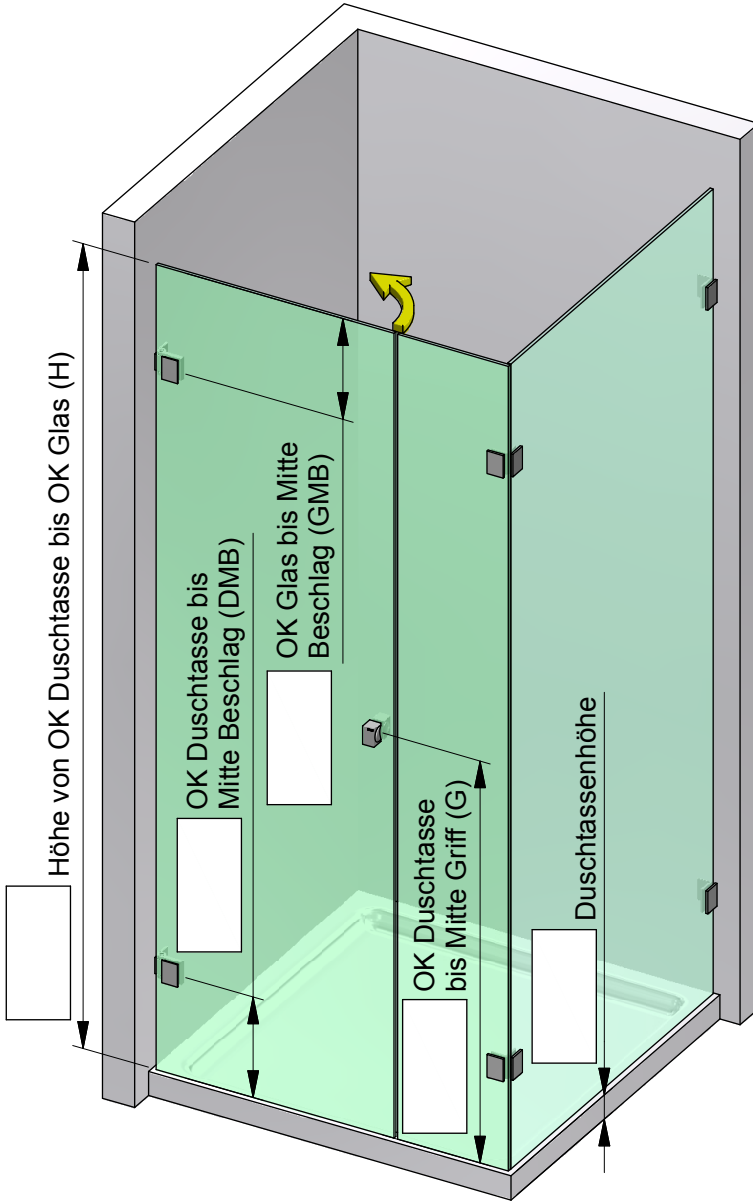 Höhe von OK Duschtasse bis OK Glas (H)
OK Duschtasse bis
Mitte Beschlag (DMB)
OK Glas bis Mitte
Beschlag (GMB)
OK Duschtasse
bis Mitte Griff (G)
Duschtassenhöhe